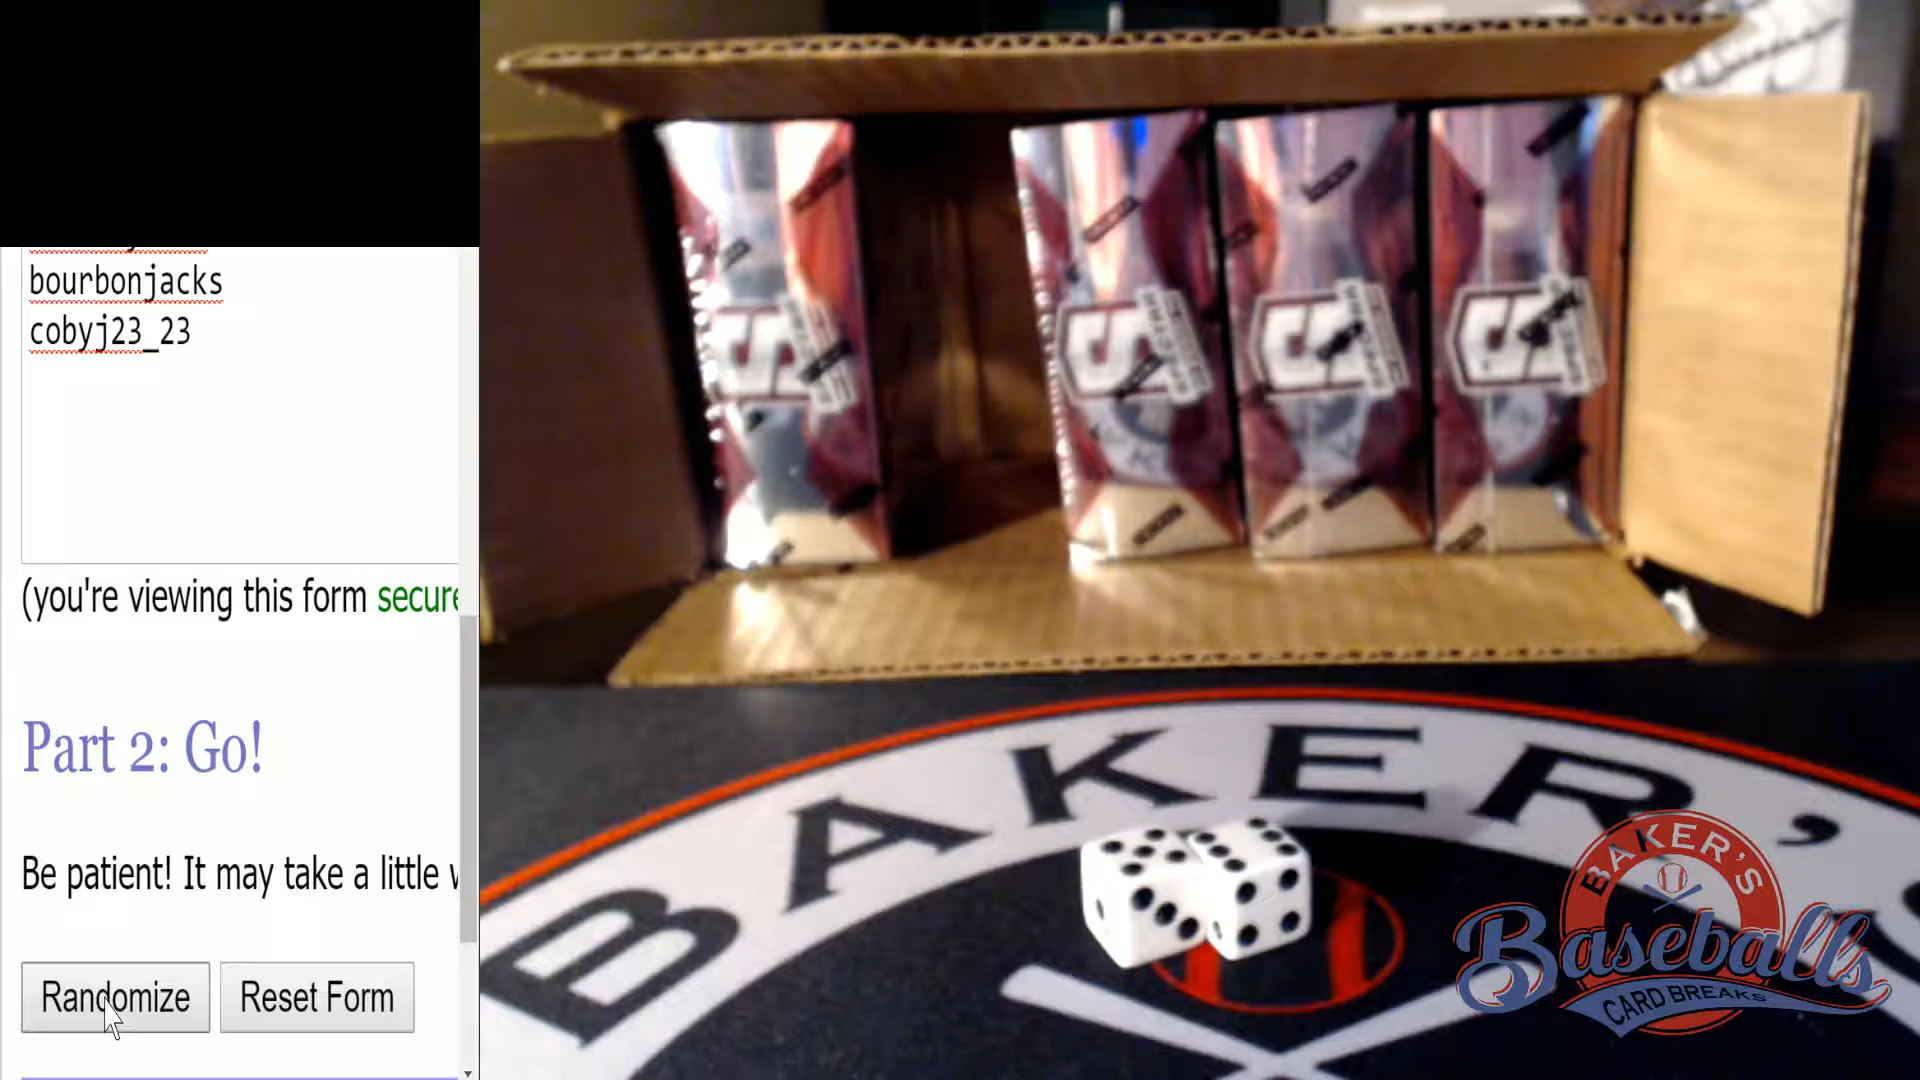 bourbonjacks
cobyj23_23
(you're viewing this form secure
Part 2: Go!
Be patient! It may take a little
Randomize
Reset Form
BAKER'S
BAKER'S
Baseballs
CARD BREAKS